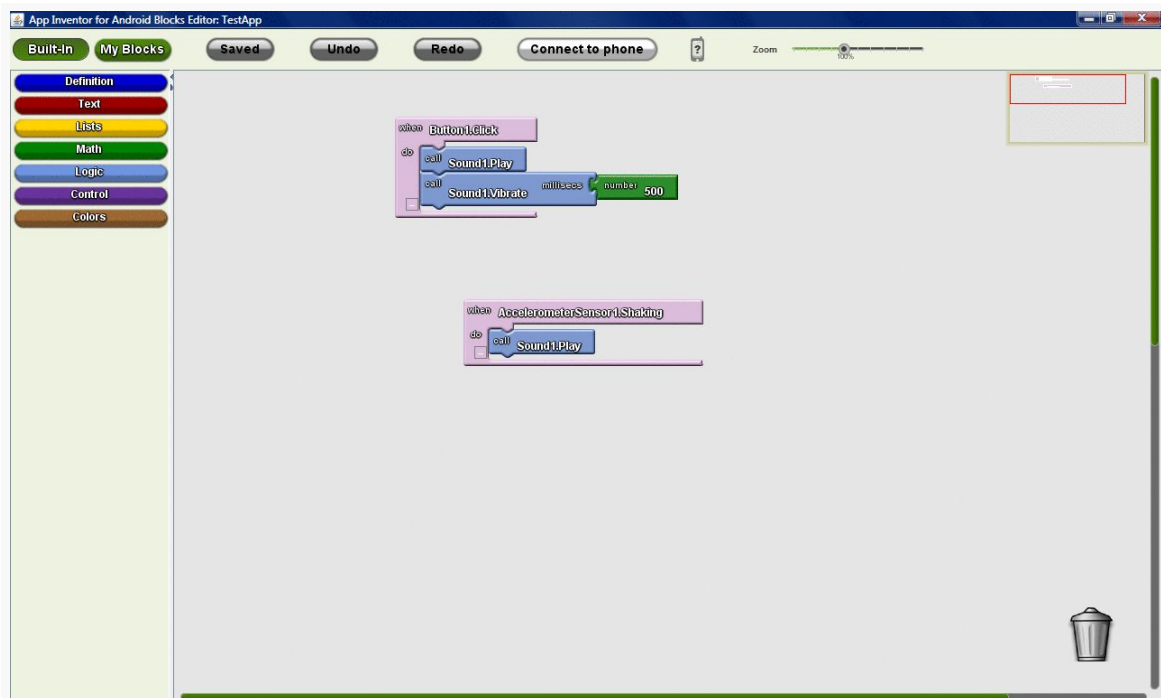 App Inventor for Android Blocks Editor: TestApp
Built-In My Blocks Saved Undo Redo Connect to phone ? Zoom 100%
Definition
Text
Lists
Math
Logic
Control
Colors
when Button1.Click
do call Sound1.Play
call Sound1.Vibrate millisecs number 500
when AccelerometerSensor1.Shaking
do call Sound1.Play